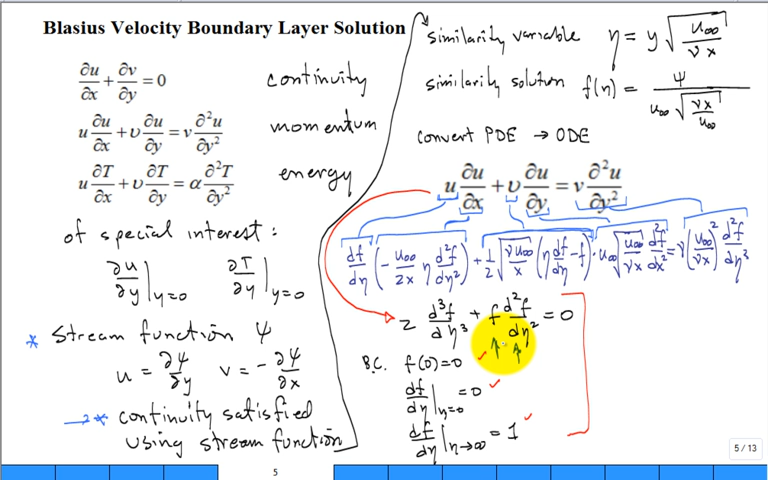 Blasius Velocity Boundary Layer Solution
∂u/∂x + ∂v/∂y = 0 continuity
u ∂u/∂x + υ ∂u/∂y = ν ∂²u/∂y² momentum
u ∂T/∂x + υ ∂T/∂y = α ∂²T/∂y² energy
of special interest:
∂u/∂y|y=0 ∂T/∂y|y=0
* Stream function ψ
u = ∂ψ/∂y v = -∂ψ/∂x
→* continuity satisfied
using stream function
similarity variable η = y √(u∞/νx)
similarity solution f(η) = ψ/(u∞ √(νx/u∞))
convert PDE → ODE
u ∂u/∂x + υ ∂u/∂y = ν ∂²u/∂y²
df/dη (- u∞/2x η d²f/dη²) + 1/2 √(νu∞/x) (η df/dη - f) · u∞ √(u∞/νx) d²f/dx² = ν (u∞²/νx) d²f/dη³
2 d³f/dη³ + f d²f/dη² = 0
B.C. f(0) = 0 ✓
df/dη|η=0 = 0 ✓
df/dη|η→∞ = 1 ✓
5 / 13
5